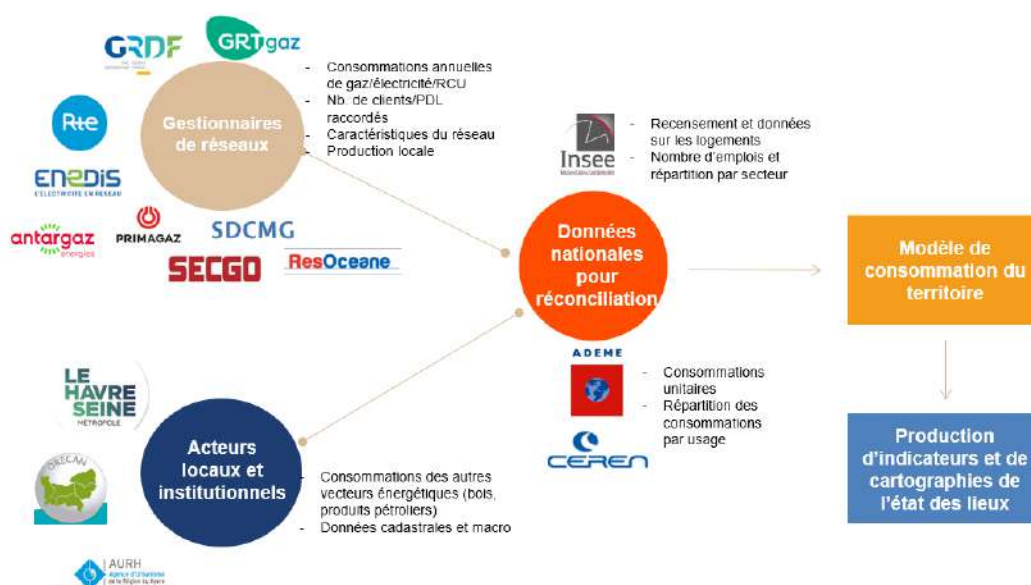 GRDF
GRTgaz
Rte
ENEDIS
L'ELECTRICITE EN RESEAU
antargaz
energies
PRIMAGAZ
SDCMG
SECGO
ResOceane
Gestionnaires
de réseaux
- Consommations annuelles
de gaz/électricité/RCU
- Nb. de clients/PDL
raccordés
- Caractéristiques du réseau
- Production locale
Insee
- Recensement et données
sur les logements
- Nombre d'emplois et
répartition par secteur
Données
nationales
pour
réconciliation
Modèle de
consommation du
territoire
ADEME
CEREN
- Consommations
unitaires
- Répartition des
consommations
par usage
Production
d'indicateurs et de
cartographies de
l'état des lieux
LE
HAVRE
SEINE
MÉTROPOLE
ORECAN
AURH
Acteurs
locaux et
institutionnels
- Consommations des autres
vecteurs énergétiques (bois,
produits pétroliers)
- Données cadastrales et macro